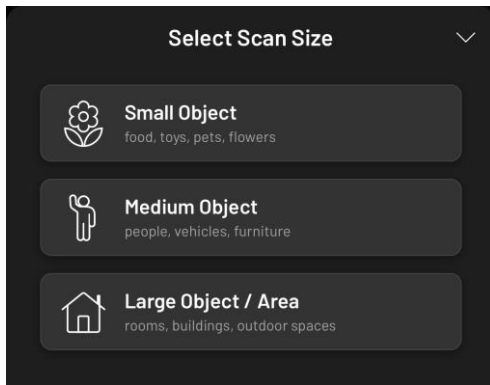 Select Scan Size
Small Object
food, toys, pets, flowers
Medium Object
people, vehicles, furniture
Large Object / Area
rooms, buildings, outdoor spaces